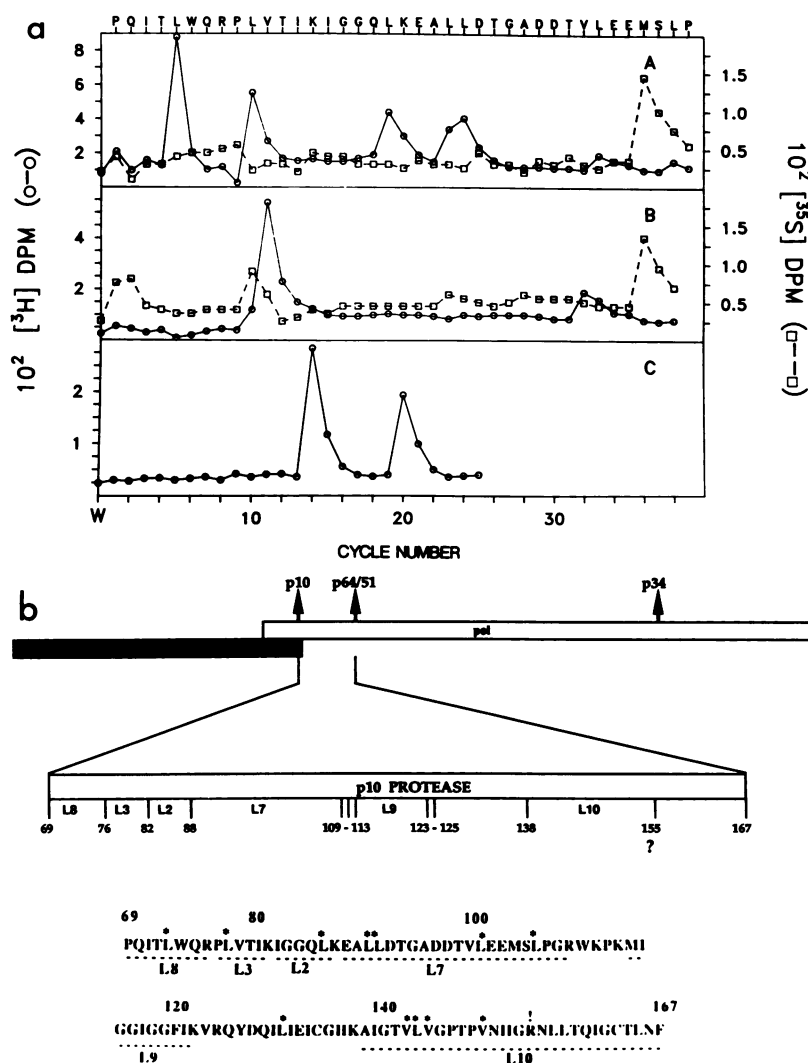 a
P Q I T L W Q R P L V T I K I G G Q L K E A L L D T G A D D T V L E E M S L P
A
8
6
4
2
1.5
1.0
0.5
B
4
2
1.5
1.0
0.5
C
2
1
10² [³H] DPM (o—o)
10² [³⁵S] DPM (□--□)
W 10 20 30
CYCLE NUMBER
b
p10 p64/51 p34
pol
p10 PROTEASE
L8 L3 L2 L7 L9 L10
69 76 82 88 109 - 113 123 - 125 138 155 167
?
69 80 100
PQITLWQRPLVTIKIGGQLKEALLDTGADDTVLEEMSLPGRWKPKMI
L8 L3 L2 L7
120 140 ! 167
GGIGGFIKVRQYDQILIEICGHKAIGTVLVGPTPVNIIGRNLLTQIGCTLNF
L9 L10